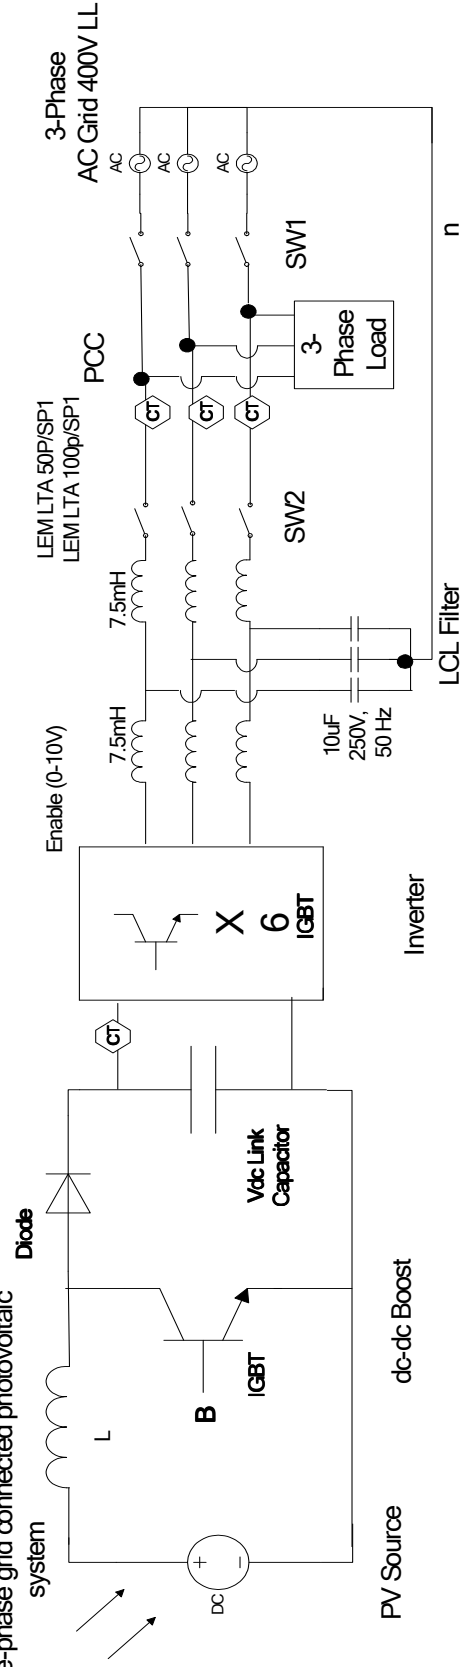 e-phase grid connected photovoltaic
system
L
DC
+
−
PV Source
Diode
B
IGBT
dc-dc Boost
Vdc Link
Capacitor
CT
Enable (0-10V)
X
6
IGBT
Inverter
7.5mH
7.5mH
10uF
250V,
50 Hz
LCL Filter
LEM LTA 50P/SP1
LEM LTA 100p/SP1
SW2
CT
CT
CT
PCC
3-
Phase
Load
SW1
3-Phase
AC Grid 400V LL
AC
AC
AC
n